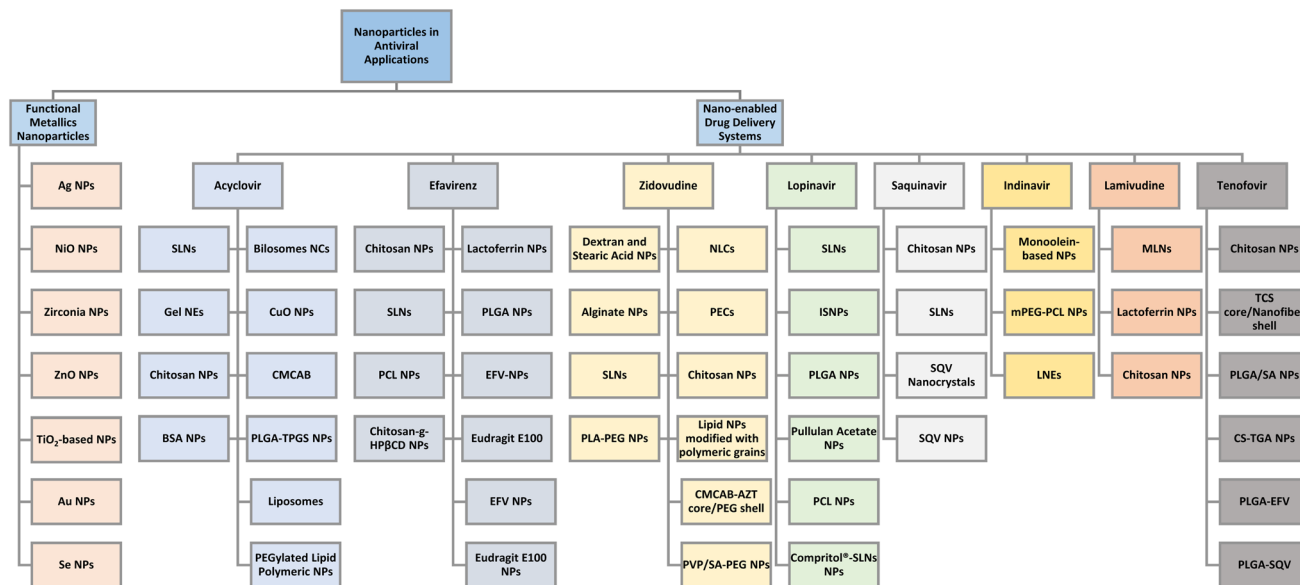 Nanoparticles in
Antiviral
Applications
Functional
Metallics
Nanoparticles
Nano-enabled
Drug Delivery
Systems
Ag NPs
NiO NPs
Zirconia NPs
ZnO NPs
TiO₂-based NPs
Au NPs
Se NPs
Acyclovir
SLNs
Gel NEs
Chitosan NPs
BSA NPs
Bilosomes NCs
CuO NPs
CMCAB
PLGA-TPGS NPs
Liposomes
PEGylated Lipid
Polymeric NPs
Efavirenz
Chitosan NPs
SLNs
PCL NPs
Chitosan-g-
HPβCD NPs
Lactoferrin NPs
PLGA NPs
EFV-NPs
Eudragit E100
EFV NPs
Eudragit E100
NPs
Zidovudine
Dextran and
Stearic Acid NPs
Alginate NPs
SLNs
PLA-PEG NPs
NLCs
PECs
Chitosan NPs
Lipid NPs
modified with
polymeric grains
CMCAB-AZT
core/PEG shell
PVP/SA-PEG NPs
Lopinavir
SLNs
ISNPs
PLGA NPs
Pullulan Acetate
NPs
PCL NPs
Compritol®-SLNs
NPs
Saquinavir
Chitosan NPs
SLNs
SQV
Nanocrystals
SQV NPs
Indinavir
Monoolein-
based NPs
mPEG-PCL NPs
LNEs
Lamivudine
MLNs
Lactoferrin NPs
Chitosan NPs
Tenofovir
Chitosan NPs
TCS
core/Nanofiber
shell
PLGA/SA NPs
CS-TGA NPs
PLGA-EFV
PLGA-SQV